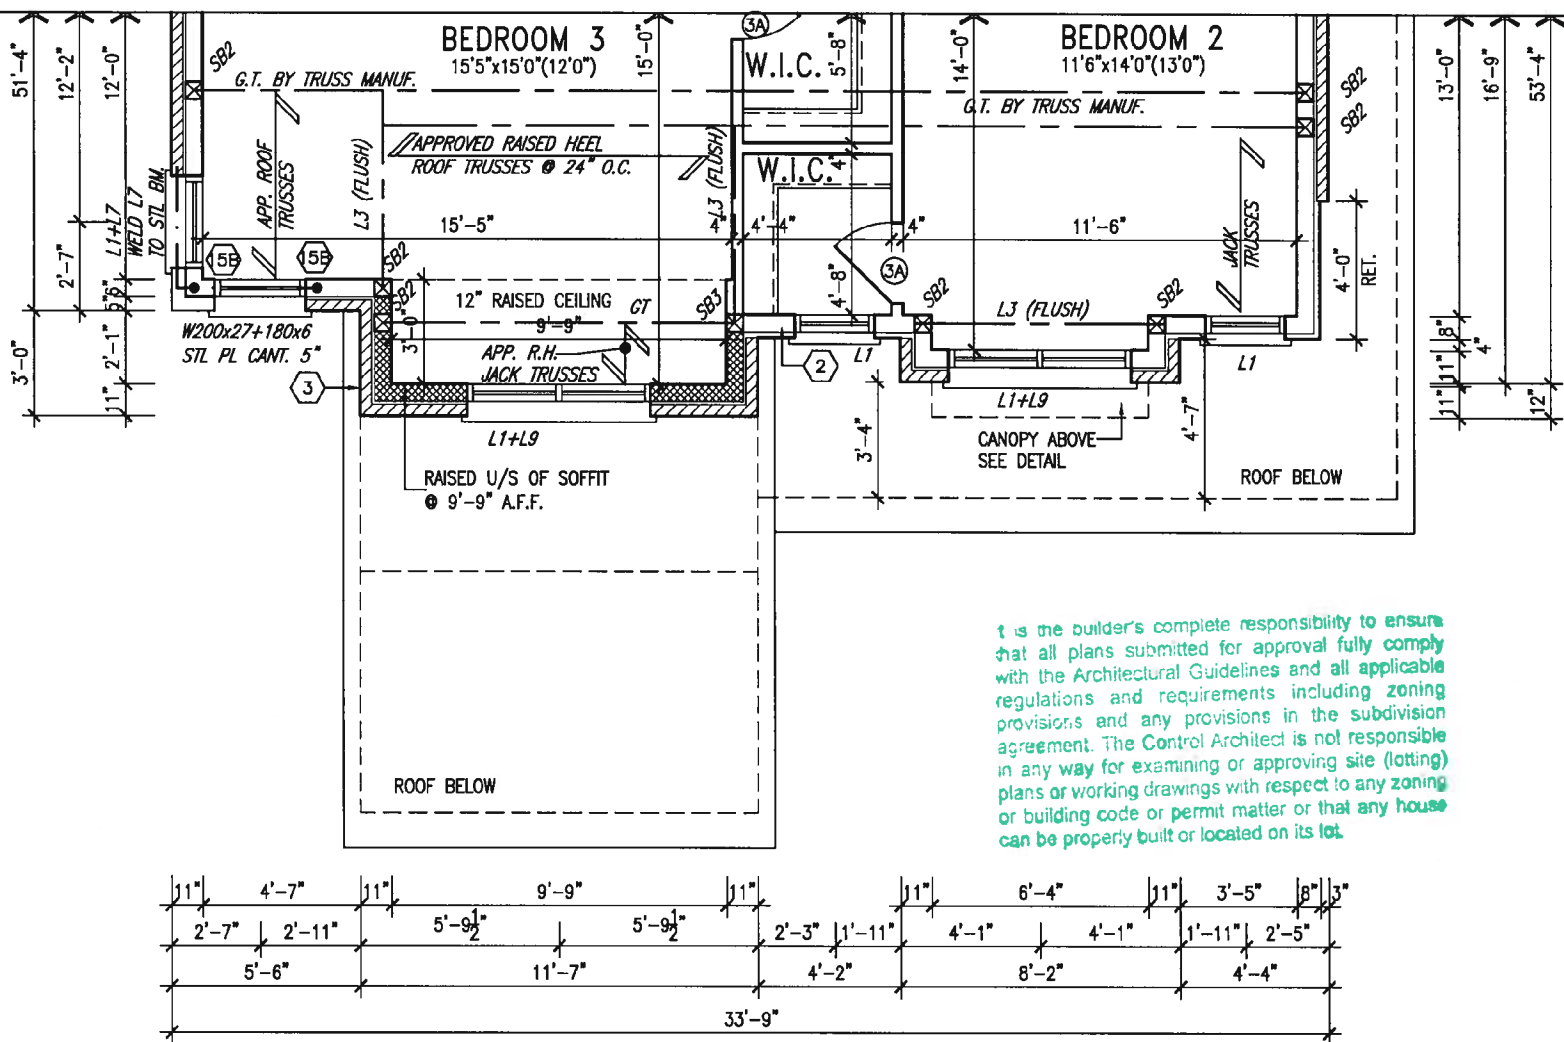 BEDROOM 3
15'5"x15'0"(12'0")
BEDROOM 2
11'6"x14'0"(13'0")
3A
W.I.C.
5'-8"
15'-0"
14'-0"
51'-4"
12'-2"
12'-0"
13'-0"
16'-9"
53'-4"
SB2
G.T. BY TRUSS MANUF.
G.T. BY TRUSS MANUF.
SB2
SB2
APPROVED RAISED HEEL
ROOF TRUSSES @ 24" O.C.
APP. ROOF
TRUSSES
L3 (FLUSH)
L3 (FLUSH)
W.I.C.
4"
JACK
TRUSSES
L1+L7
WELD L7
TO STL BM.
15'-5"
4"
4'-4"
4"
11'-6"
4'-0"
RET.
15B
15B
3A
SB2
SB2
2'-7"
6"
5"
12" RAISED CEILING
9'-9"
GT
SB3
4'-8"
SB2
L3 (FLUSH)
SB2
3'-0"
W200x27+180x6
STL PL CANT. 5"
APP. R.H.
JACK TRUSSES
3
2
L1
L1
3'-0"
2'-1"
11"
8"
4"
11"
11"
12"
L1+L9
L1+L9
CANOPY ABOVE
SEE DETAIL
3'-4"
4'-7"
RAISED U/S OF SOFFIT
@ 9'-9" A.F.F.
ROOF BELOW
ROOF BELOW
t is the builder's complete responsibility to ensure
that all plans submitted for approval fully comply
with the Architectural Guidelines and all applicable
regulations and requirements including zoning
provisions and any provisions in the subdivision
agreement. The Control Architect is not responsible
in any way for examining or approving site (lotting)
plans or working drawings with respect to any zoning
or building code or permit matter or that any house
can be properly built or located on its lot.
11" 4'-7" 11" 9'-9" 11" 11" 6'-4" 11" 3'-5" 8" 3"
2'-7" 2'-11" 5'-9½" 5'-9½" 2'-3" 1'-11" 4'-1" 4'-1" 1'-11" 2'-5"
5'-6" 11'-7" 4'-2" 8'-2" 4'-4"
33'-9"